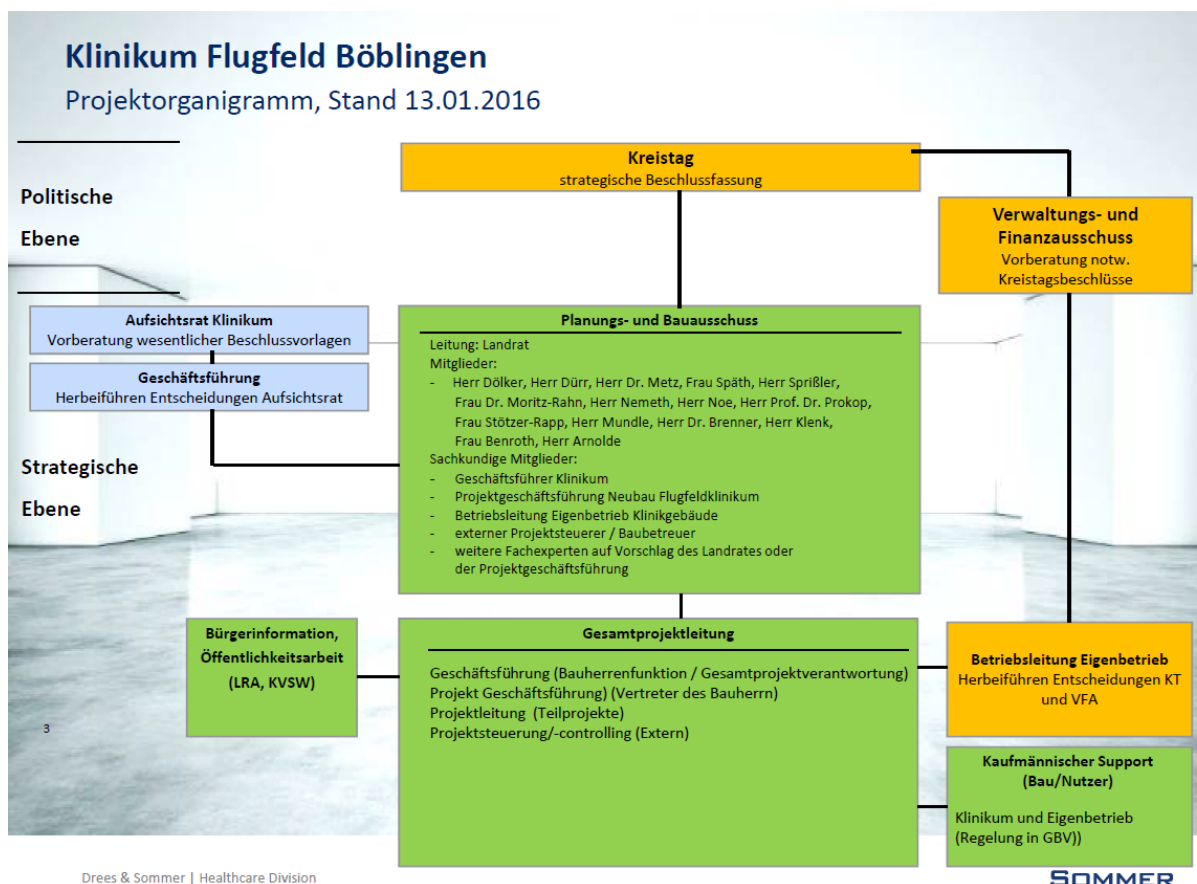 Klinikum Flugfeld Böblingen
Projektorganigramm, Stand 13.01.2016
Politische
Ebene
Kreistag
strategische Beschlussfassung
Verwaltungs- und
Finanzausschuss
Vorberatung notw.
Kreistagsbeschlüsse
Aufsichtsrat Klinikum
Vorberatung wesentlicher Beschlussvorlagen
Geschäftsführung
Herbeiführen Entscheidungen Aufsichtsrat
Strategische
Ebene
Planungs- und Bauausschuss
Leitung: Landrat
Mitglieder:
- Herr Dölker, Herr Dürr, Herr Dr. Metz, Frau Späth, Herr Sprißler,
Frau Dr. Moritz-Rahn, Herr Nemeth, Herr Noe, Herr Prof. Dr. Prokop,
Frau Stötzer-Rapp, Herr Mundle, Herr Dr. Brenner, Herr Klenk,
Frau Benroth, Herr Arnolde
Sachkundige Mitglieder:
- Geschäftsführer Klinikum
- Projektgeschäftsführung Neubau Flugfeldklinikum
- Betriebsleitung Eigenbetrieb Klinikgebäude
- externer Projektsteuerer / Baubetreuer
- weitere Fachexperten auf Vorschlag des Landrates oder
der Projektgeschäftsführung
Bürgerinformation,
Öffentlichkeitsarbeit
(LRA, KVSW)
Gesamtprojektleitung
Geschäftsführung (Bauherrenfunktion / Gesamtprojektverantwortung)
Projekt Geschäftsführung) (Vertreter des Bauherrn)
Projektleitung (Teilprojekte)
Projektsteuerung/-controlling (Extern)
Betriebsleitung Eigenbetrieb
Herbeiführen Entscheidungen KT
und VFA
Kaufmännischer Support
(Bau/Nutzer)
Klinikum und Eigenbetrieb
(Regelung in GBV))
3
Drees & Sommer | Healthcare Division
SOMMER